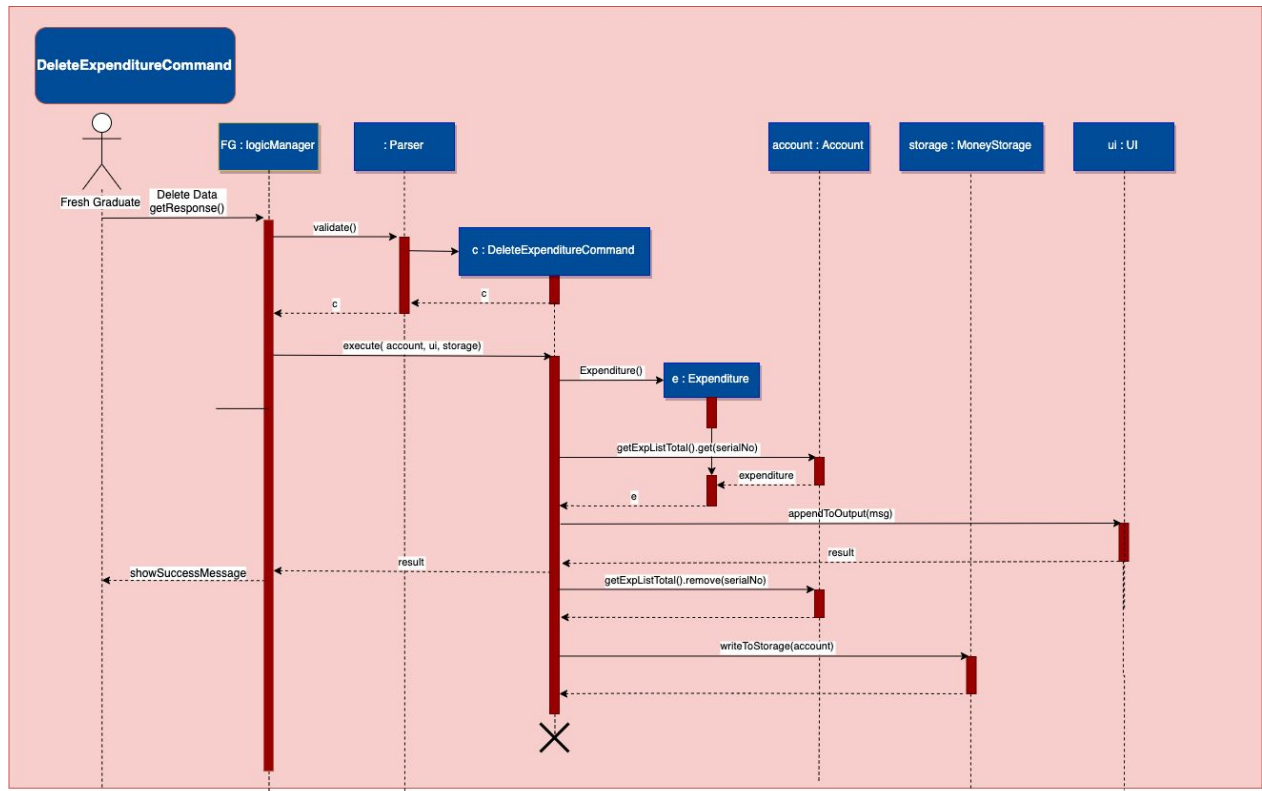 DeleteExpenditureCommand
FG : logicManager
: Parser
account : Account
storage : MoneyStorage
ui : UI
Fresh Graduate
Delete Data
getResponse()
validate()
c : DeleteExpenditureCommand
c
c
execute( account, ui, storage)
Expenditure()
e : Expenditure
getExpListTotal().get(serialNo)
expenditure
e
appendToOutput(msg)
result
result
showSuccessMessage
getExpListTotal().remove(serialNo)
writeToStorage(account)